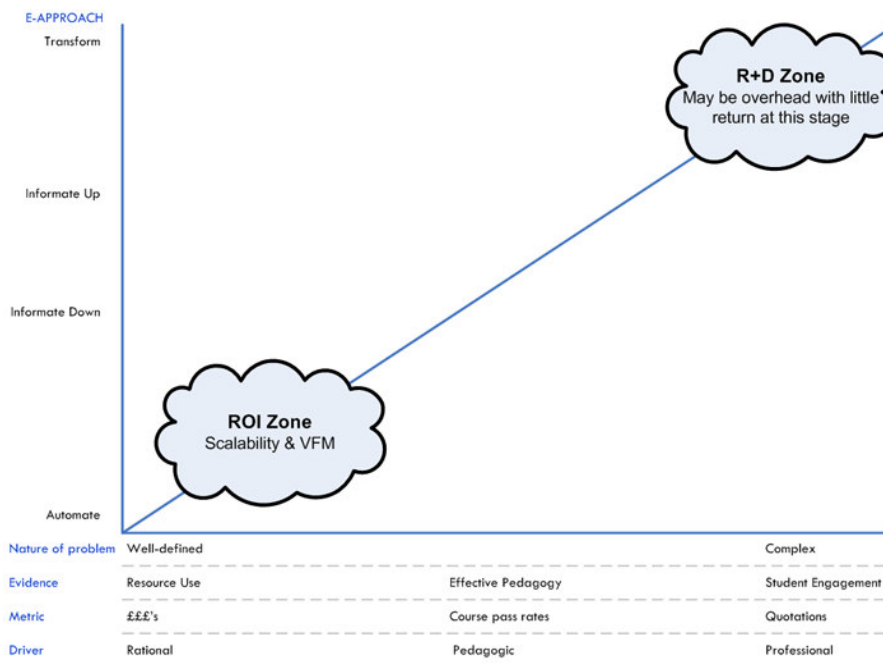 E-APPROACH
Transform
R+D Zone
May be overhead with little
return at this stage
Informate Up
Informate Down
ROI Zone
Scalability & VFM
Automate
Nature of problem Well-defined Complex
Evidence Resource Use Effective Pedagogy Student Engagement
Metric £££'s Course pass rates Quotations
Driver Rational Pedagogic Professional